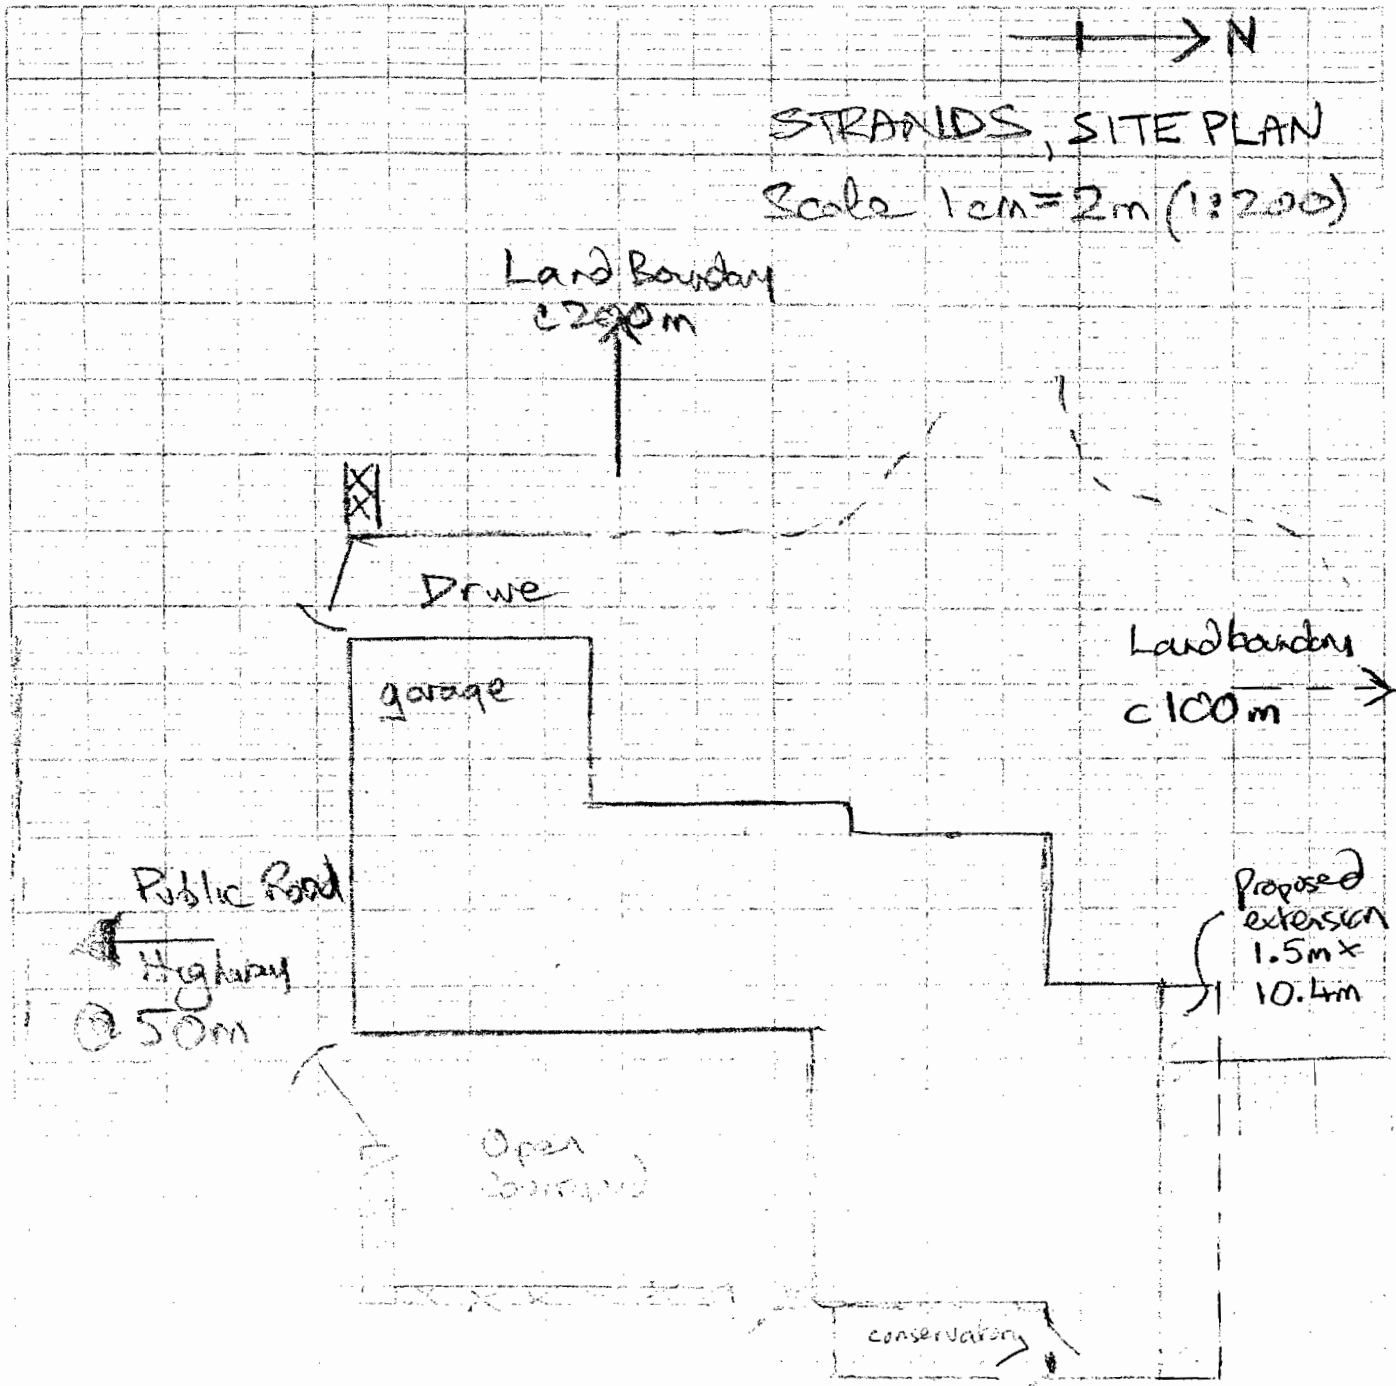 N
STRANDS, SITE PLAN
Scale 1cm = 2m (1:200)
Land Boundary
c200m
Drive
garage
Land boundary
c100m
Public Road
Highway
@ 50m
Proposed
extension
1.5m x
10.4m
Open
Courtyard
conservatory